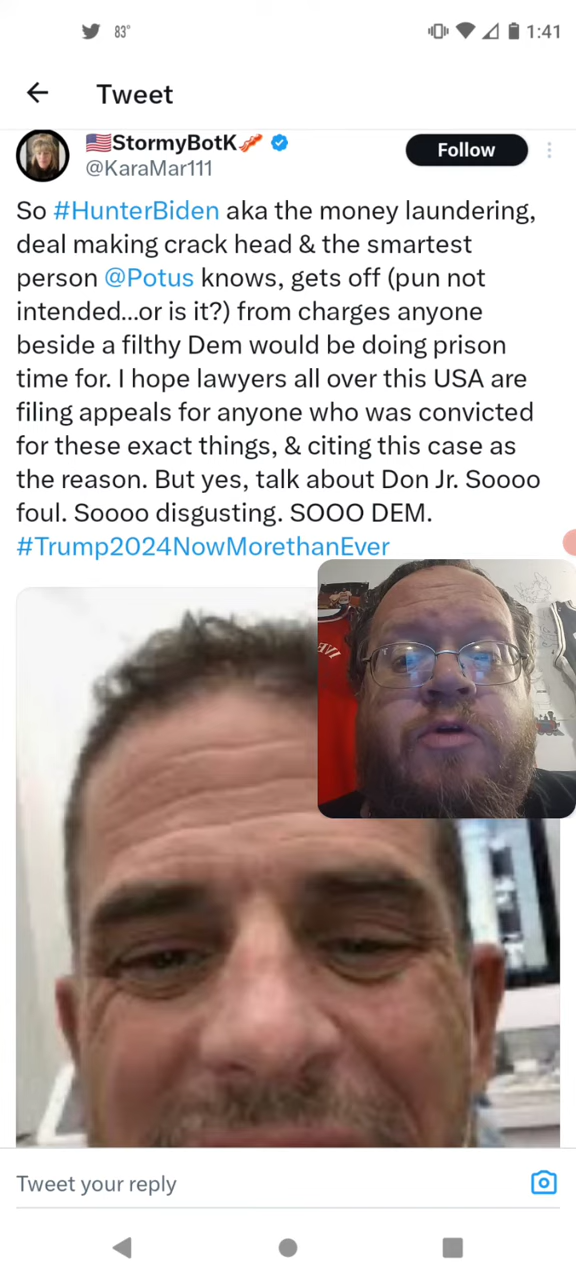 83°
1:41
Tweet
🇺🇸StormyBotK🥓
@KaraMar111
Follow
So #HunterBiden aka the money laundering,
deal making crack head & the smartest
person @Potus knows, gets off (pun not
intended...or is it?) from charges anyone
beside a filthy Dem would be doing prison
time for. I hope lawyers all over this USA are
filing appeals for anyone who was convicted
for these exact things, & citing this case as
the reason. But yes, talk about Don Jr. Soooo
foul. Soooo disgusting. SOOO DEM.
#Trump2024NowMorethanEver
Tweet your reply